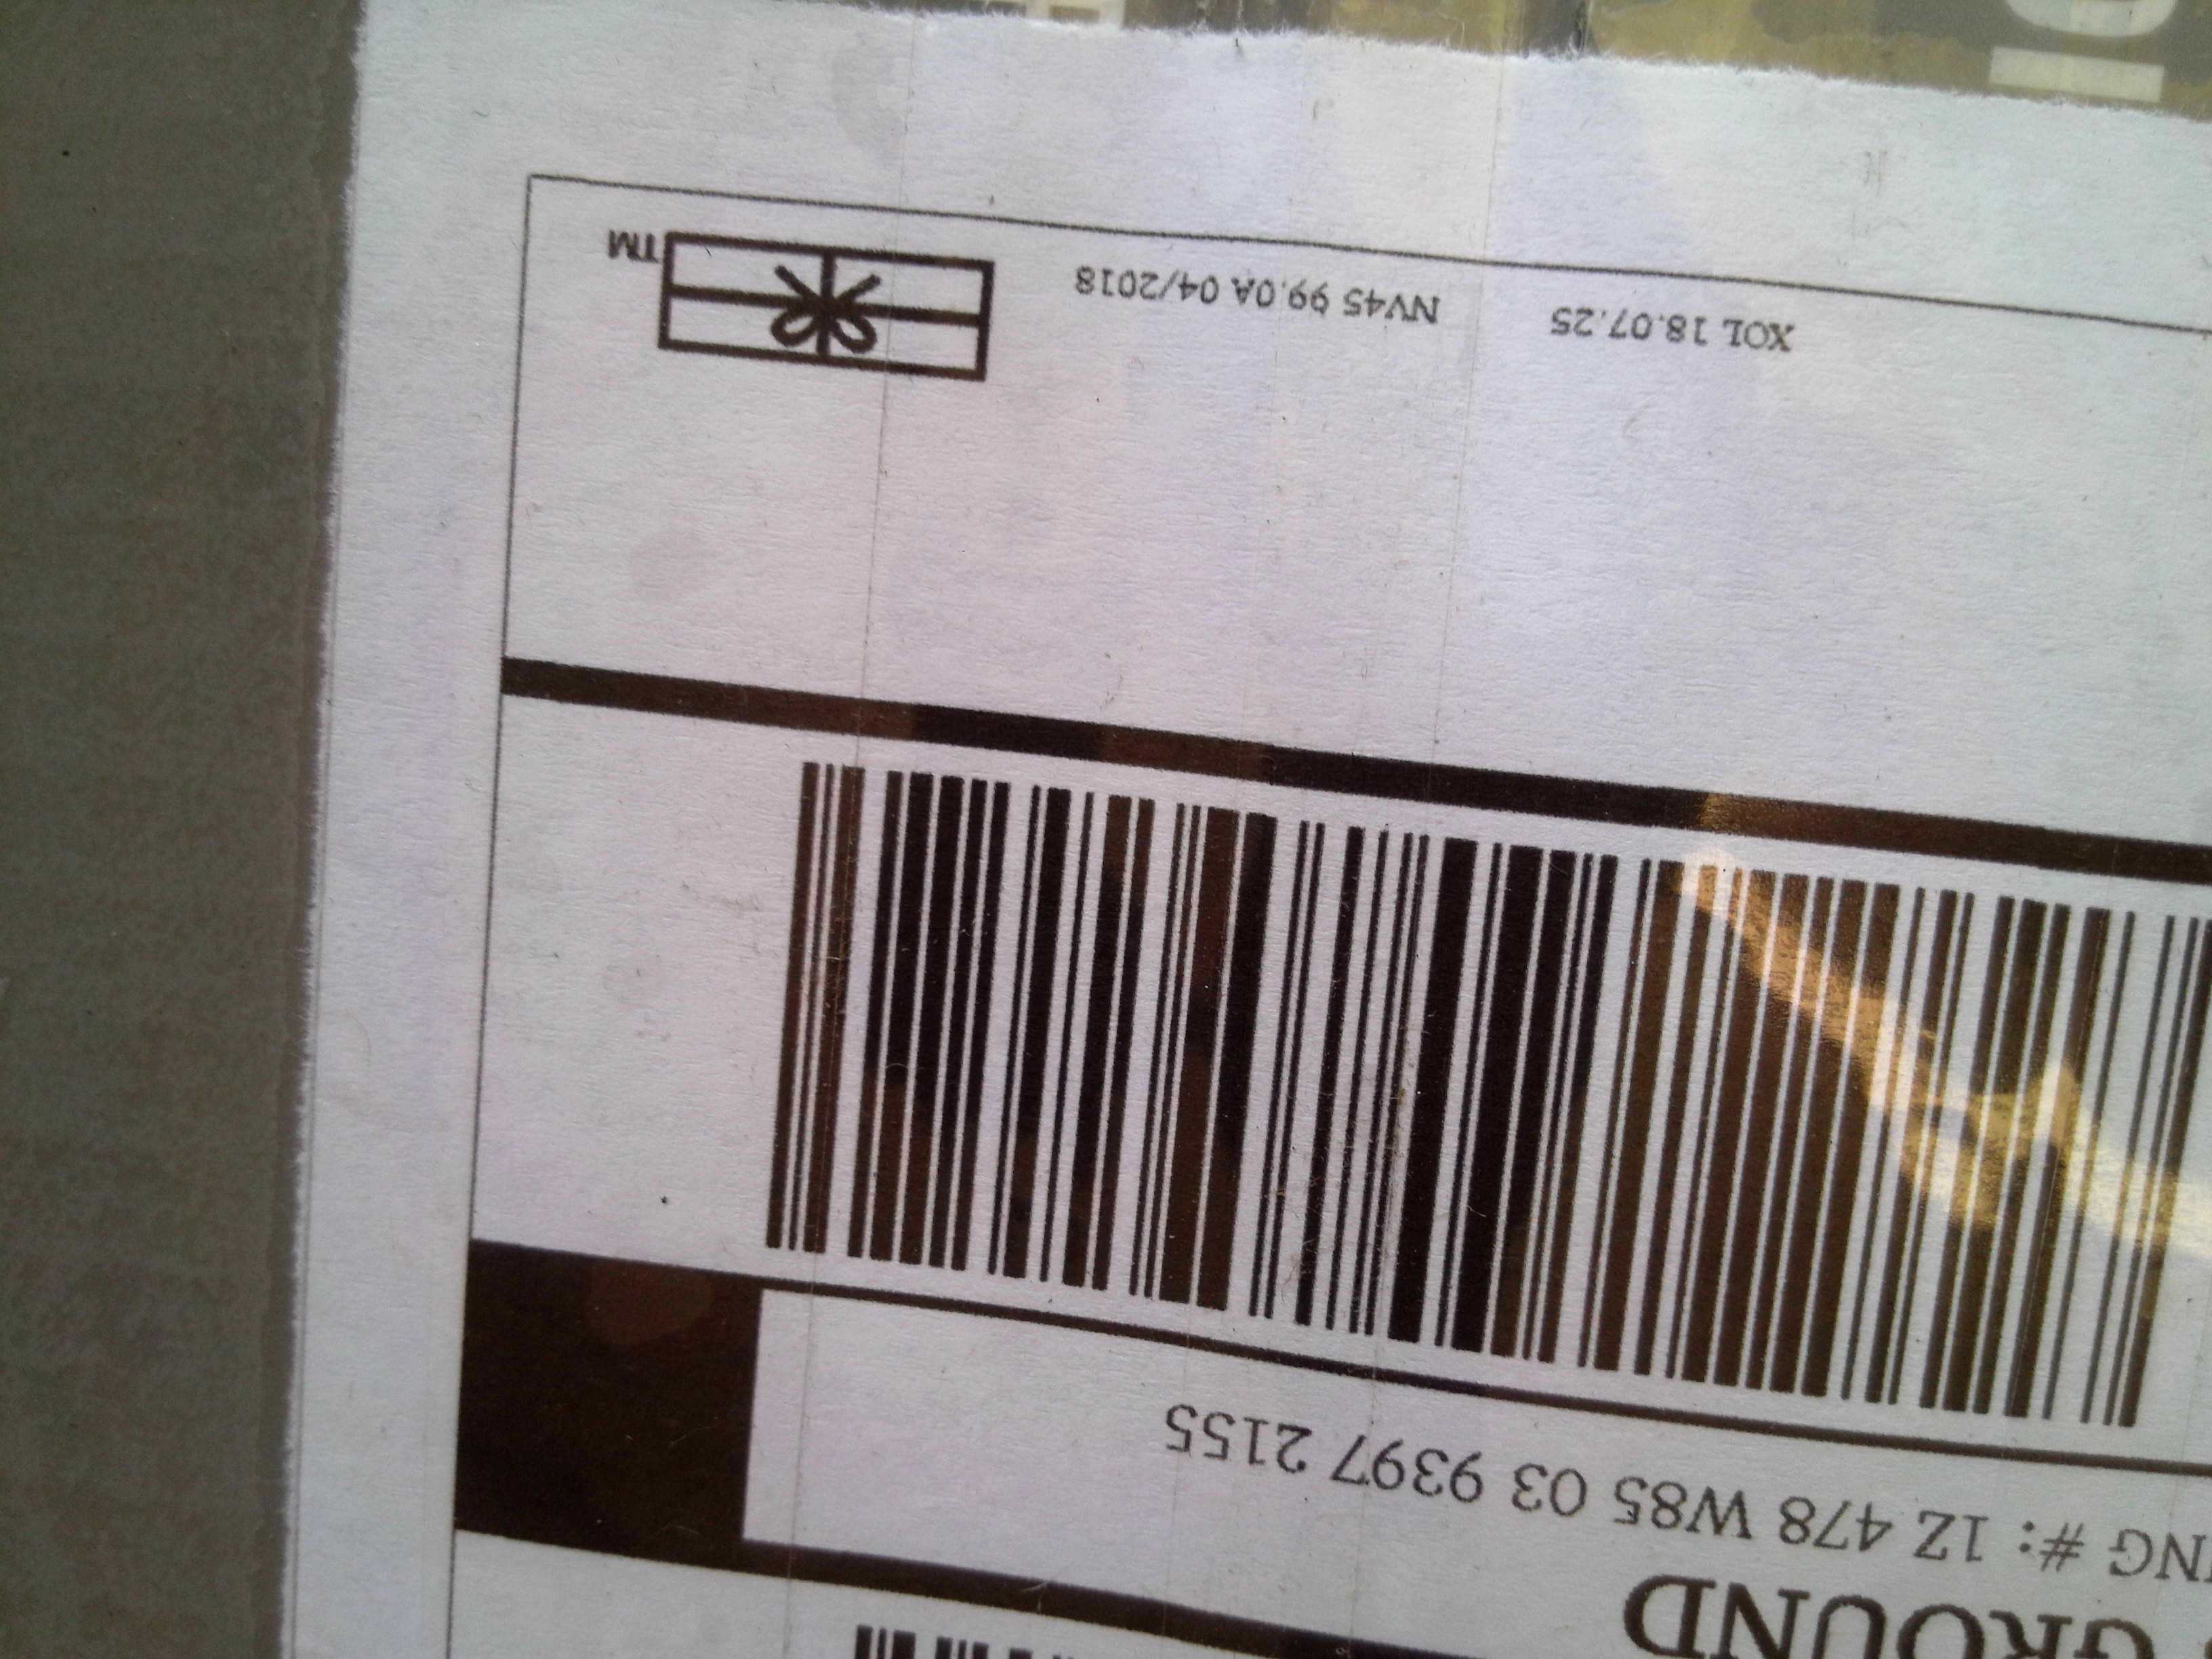 GROUND
NG #: 1Z 478 W85 03 9397 2155
XOL 18.07.25 NV45 99.0A 04/2018
TM